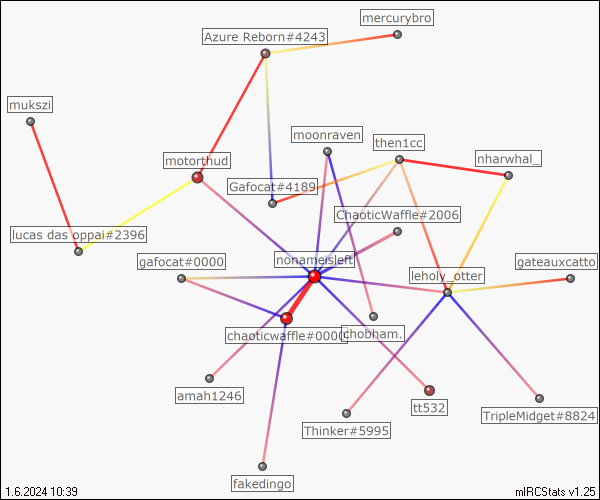 mercurybro
Azure Reborn#4243
mukszi
moonraven
then1cc
motorthud
nharwhal_
Gafocat#4189
ChaoticWaffle#2006
lucas das oppai#2396
gafocat#0000
nonameisleft
leholy_otter
gateauxcatto
chaoticwaffle#0000
chobham.
amah1246
tt532
Thinker#5995
TripleMidget#8824
fakedingo
1.6.2024 10:39
mIRCStats v1.25